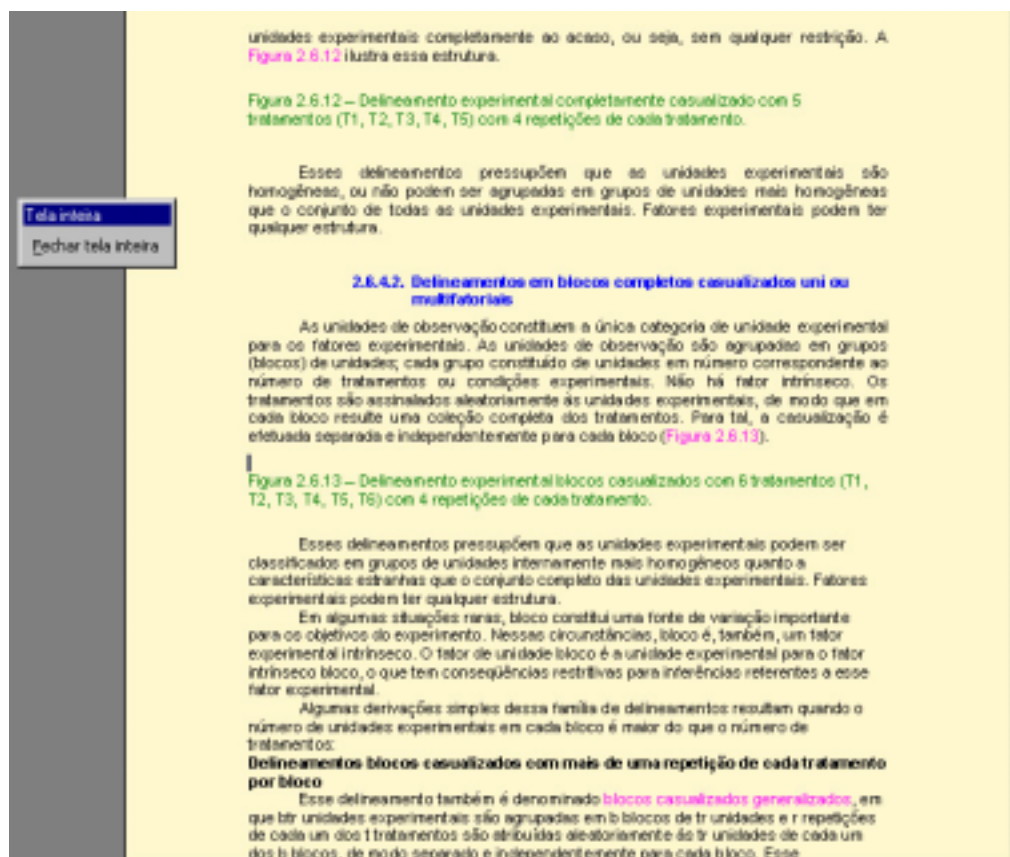 unidades experimentais completamente ao acaso, ou seja, sem qualquer restrição. A
Figura 2.6.12 ilustra essa estrutura.
Figura 2.6.12 – Delineamento experimental completamente casualizado com 5
tratamentos (T1, T2, T3, T4, T5) com 4 repetições de cada tratamento.
Esses delineamentos pressupõem que as unidades experimentais são
homogêneas, ou não podem ser agrupadas em grupos de unidades mais homogêneas
que o conjunto de todas as unidades experimentais. Fatores experimentais podem ter
qualquer estrutura.
Tela inteira
Fechar tela inteira
2.6.4.2. Delineamentos em blocos completos casualizados uni ou
multifatoriais
As unidades de observação constituem a única categoria de unidade experimental
para os fatores experimentais. As unidades de observação são agrupadas em grupos
(blocos) de unidades; cada grupo constituído de unidades em número correspondente ao
número de tratamentos ou condições experimentais. Não há fator intrínseco. Os
tratamentos são assinalados aleatoriamente às unidades experimentais, de modo que em
cada bloco resulte uma coleção completa dos tratamentos. Para tal, a casualização é
efetuada separada e independentemente para cada bloco (Figura 2.6.13).
Figura 2.6.13 – Delineamento experimental blocos casualizados com 6 tratamentos (T1,
T2, T3, T4, T5, T6) com 4 repetições de cada tratamento.
Esses delineamentos pressupõem que as unidades experimentais podem ser
classificados em grupos de unidades internamente mais homogêneos quanto a
características estranhas que o conjunto completo das unidades experimentais. Fatores
experimentais podem ter qualquer estrutura.
Em algumas situações raras, bloco constitui uma fonte de variação importante
para os objetivos do experimento. Nessas circunstâncias, bloco é, também, um fator
experimental intrínseco. O fator de unidade bloco é a unidade experimental para o fator
intrínseco bloco, o que tem conseqüências restritivas para inferências referentes a esse
fator experimental.
Algumas derivações simples dessa família de delineamentos resultam quando o
número de unidades experimentais em cada bloco é maior do que o número de
tratamentos:
Delineamentos blocos casualizados com mais de uma repetição de cada tratamento
por bloco
Esse delineamento também é denominado blocos casualizados generalizados, em
que btr unidades experimentais são agrupadas em b blocos de tr unidades e r repetições
de cada um dos t tratamentos são atribuídas aleatoriamente às tr unidades de cada um
dos b blocos, de modo separado e independentemente para cada bloco. Esse